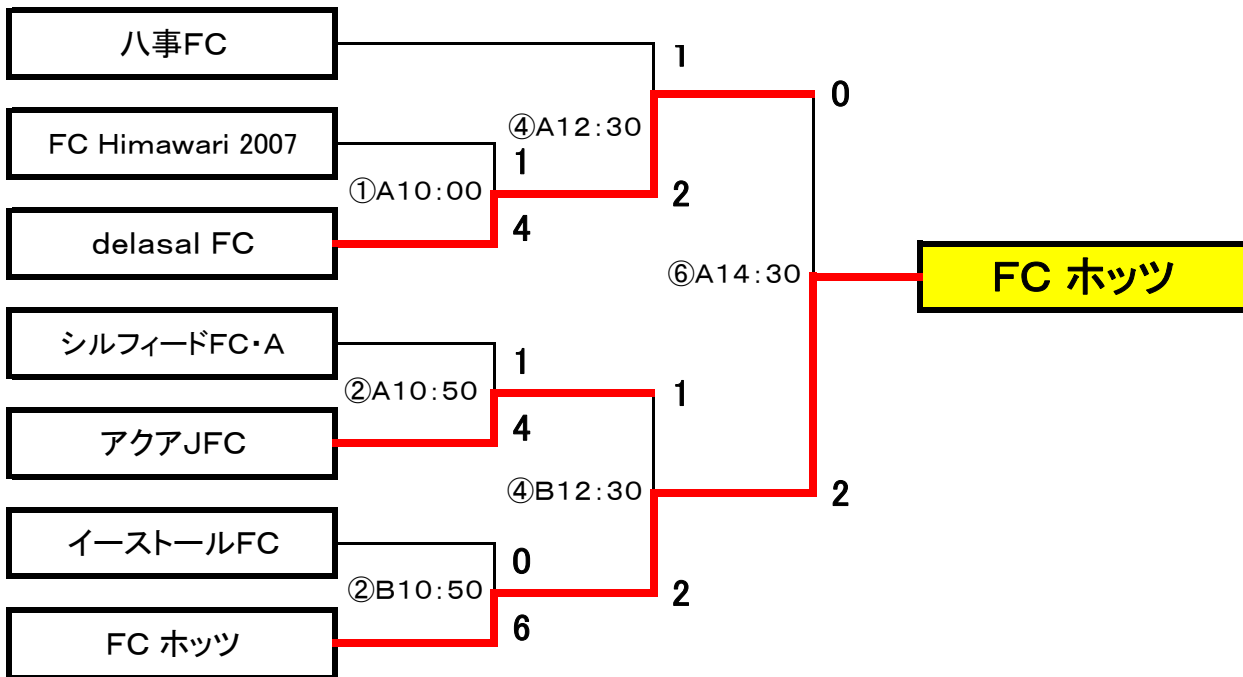 八事FC
1
0
FC Himawari 2007
④A12:30
1
①A10:00
2
delasal FC
4
⑥A14:30
FC ホッツ
シルフィードFC・A
1
②A10:50
1
アクアJFC
4
④B12:30
2
イーストールFC
0
②B10:50
2
FC ホッツ
6